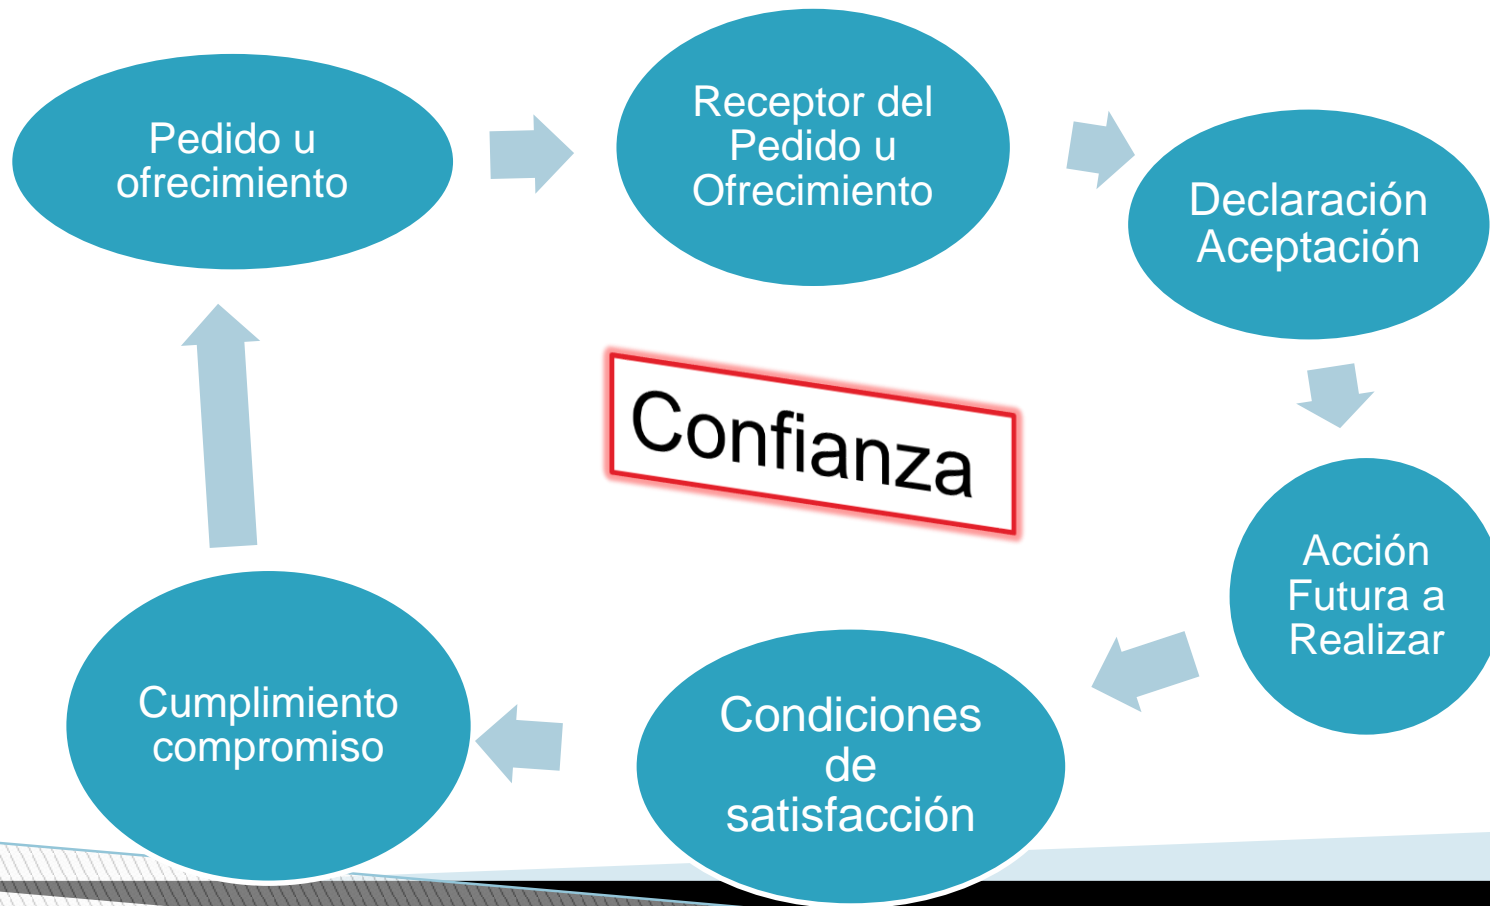 Pedido u
ofrecimiento
Receptor del
Pedido u
Ofrecimiento
Declaración
Aceptación
Confianza
Acción
Futura a
Realizar
Condiciones
de
satisfacción
Cumplimiento
compromiso